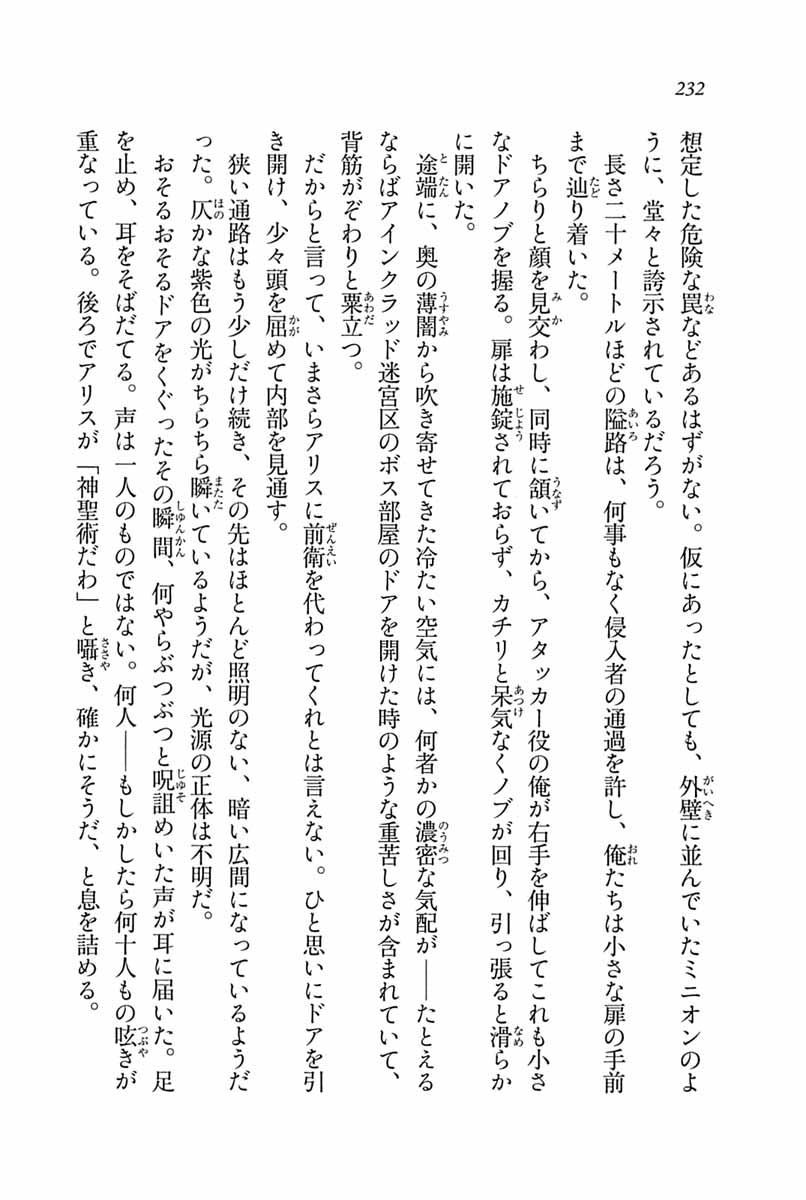 232
想定した危険な罠などあるはずがない。仮にあったとしても、外壁に並んでいたミニオンのよ
うに、堂々と誇示されているだろう。
長さ二十メートルほどの隘路は、何事もなく侵入者の通過を許し、俺たちは小さな扉の手前
まで辿り着いた。
ちらりと顔を見交わし、同時に頷いてから、アタッカー役の俺が右手を伸ばしてこれも小さ
なドアノブを握る。扉は施錠されておらず、カチリと呆気なくノブが回り、引っ張ると滑らか
に開いた。
途端に、奥の薄闇から吹き寄せてきた冷たい空気には、何者かの濃密な気配が――たとえる
ならばアインクラッド迷宮区のボス部屋のドアを開けた時のような重苦しさが含まれていて、
背筋がぞわりと粟立つ。
だからと言って、いまさらアリスに前衛を代わってくれとは言えない。ひと思いにドアを引
き開け、少々頭を屈めて内部を見通す。
狭い通路はもう少しだけ続き、その先はほとんど照明のない、暗い広間になっているようだ
った。仄かな紫色の光がちらちら瞬いているようだが、光源の正体は不明だ。
おそるおそるドアをくぐったその瞬間、何やらぶつぶつと呪詛めいた声が耳に届いた。足
を止め、耳をそばだてる。声は一人のものではない。何人――もしかしたら何十人もの呟きが
重なっている。後ろでアリスが「神聖術だわ」と囁き、確かにそうだ、と息を詰める。